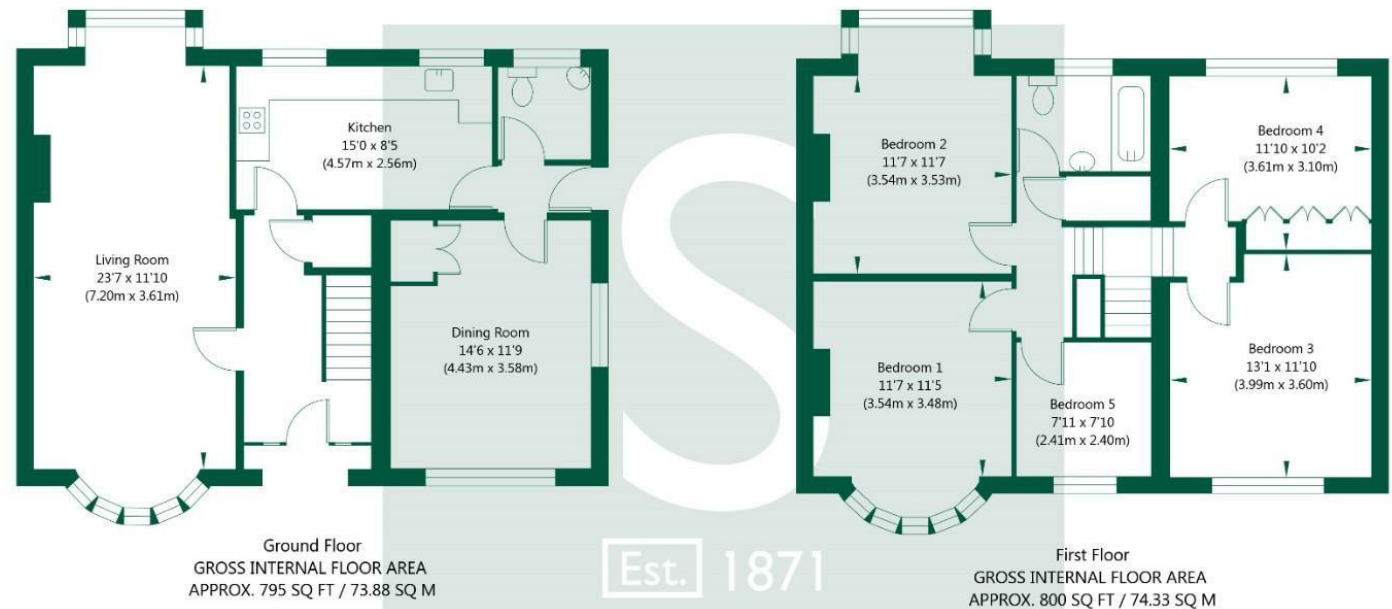 Kitchen
15'0 x 8'5
(4.57m x 2.56m)
Living Room
23'7 x 11'10
(7.20m x 3.61m)
Dining Room
14'6 x 11'9
(4.43m x 3.58m)
Ground Floor
GROSS INTERNAL FLOOR AREA
APPROX. 795 SQ FT / 73.88 SQ M
S
Est. 1871
Bedroom 2
11'7 x 11'7
(3.54m x 3.53m)
Bedroom 4
11'10 x 10'2
(3.61m x 3.10m)
Bedroom 1
11'7 x 11'5
(3.54m x 3.48m)
Bedroom 5
7'11 x 7'10
(2.41m x 2.40m)
Bedroom 3
13'1 x 11'10
(3.99m x 3.60m)
First Floor
GROSS INTERNAL FLOOR AREA
APPROX. 800 SQ FT / 74.33 SQ M